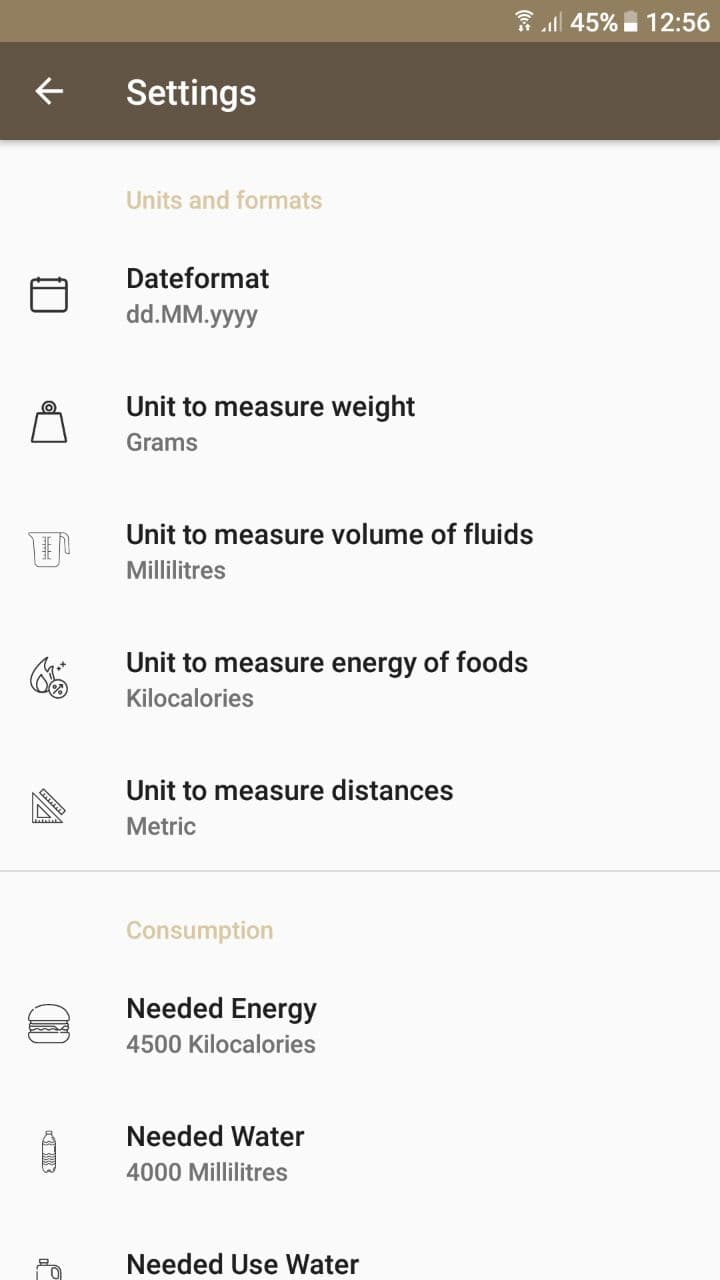 45% 12:56
Settings
Units and formats
Dateformat
dd.MM.yyyy
Unit to measure weight
Grams
Unit to measure volume of fluids
Millilitres
Unit to measure energy of foods
Kilocalories
Unit to measure distances
Metric
Consumption
Needed Energy
4500 Kilocalories
Needed Water
4000 Millilitres
Needed Use Water